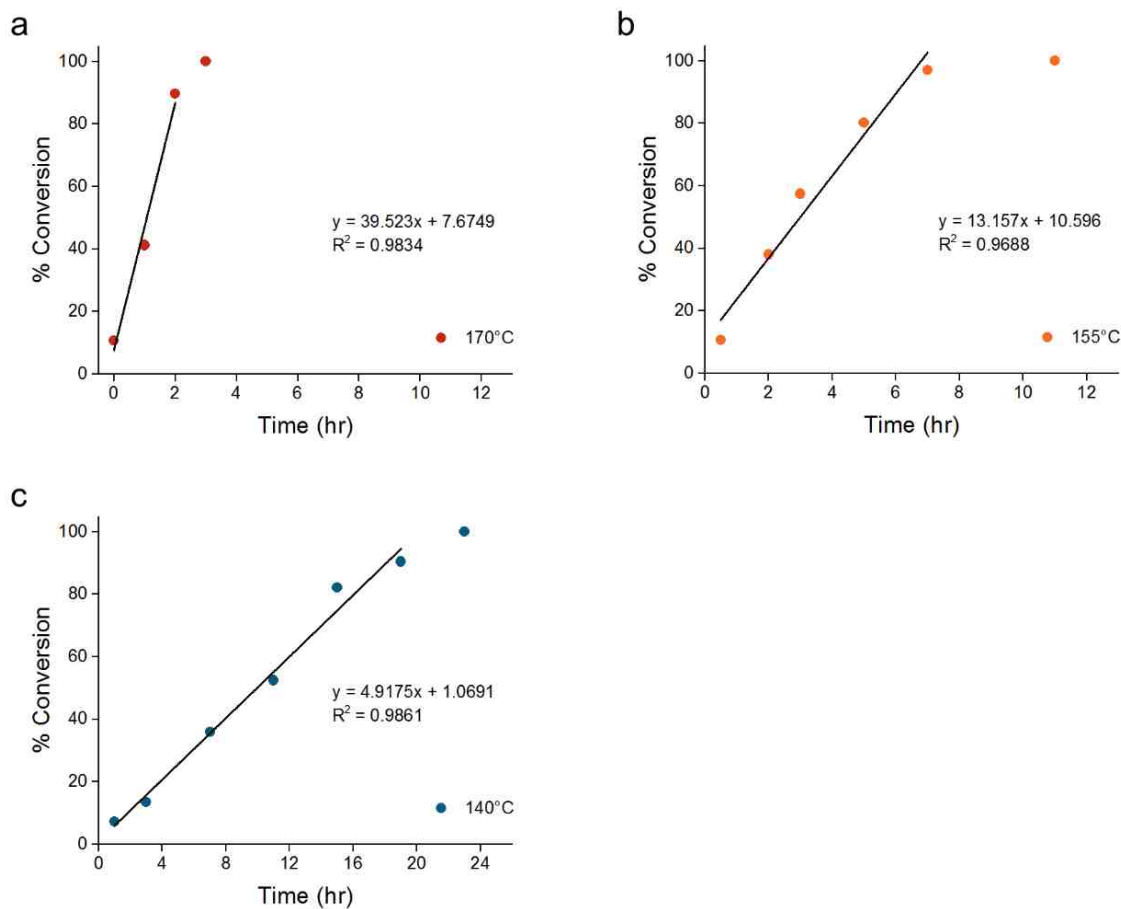 a
100
80
60
40
20
0
% Conversion
y = 39.523x + 7.6749
R² = 0.9834
170°C
0 2 4 6 8 10 12
Time (hr)
b
100
80
60
40
20
0
% Conversion
y = 13.157x + 10.596
R² = 0.9688
155°C
0 2 4 6 8 10 12
Time (hr)
c
100
80
60
40
20
0
% Conversion
y = 4.9175x + 1.0691
R² = 0.9861
140°C
0 4 8 12 16 20 24
Time (hr)